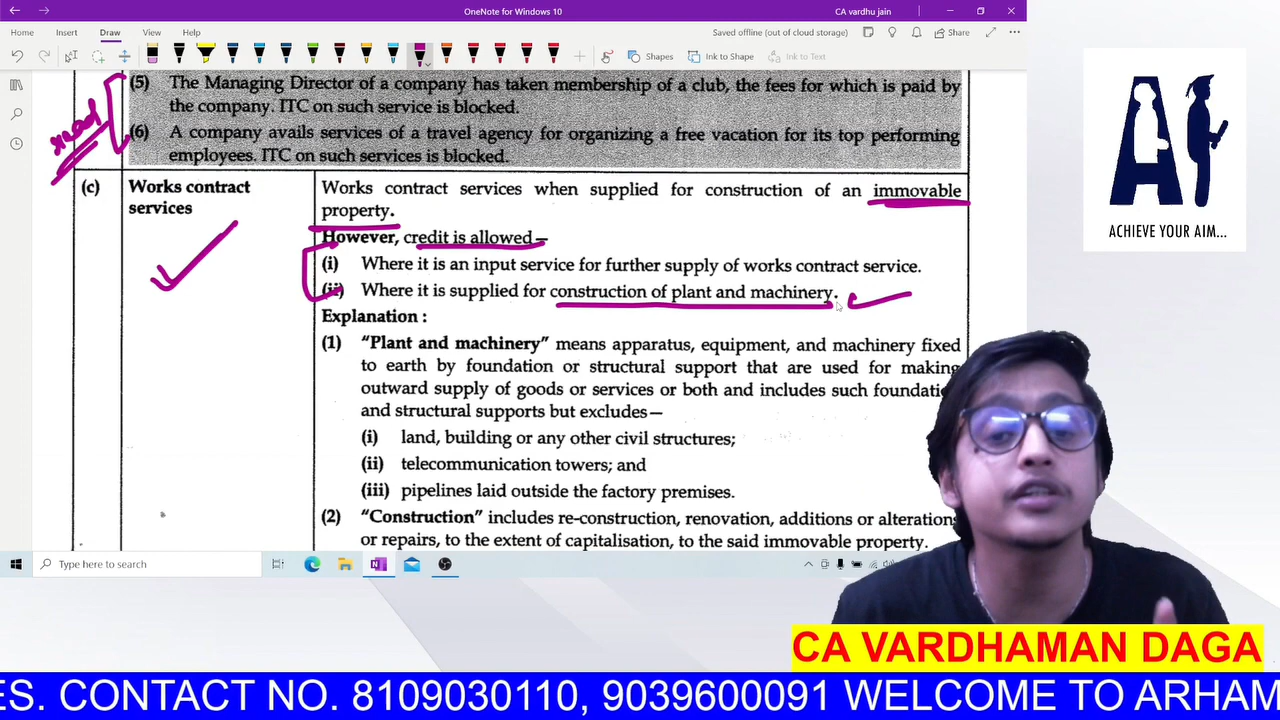 OneNote for Windows 10
CA vardhu jain
Home Insert Draw View Help
Saved offline (out of cloud storage)
Share
Shapes
Ink to Shape
Ink to Text
(5) The Managing Director of a company has taken membership of a club, the fees for which is paid by
the company. ITC on such service is blocked.
(6) A company avails services of a travel agency for organizing a free vacation for its top performing
employees. ITC on such services is blocked.
(c) Works contract
services
Works contract services when supplied for construction of an immovable
property.
However, credit is allowed–
(i) Where it is an input service for further supply of works contract service.
(ii) Where it is supplied for construction of plant and machinery.
Explanation :
(1) “Plant and machinery” means apparatus, equipment, and machinery fixed
to earth by foundation or structural support that are used for making
outward supply of goods or services or both and includes such foundation
and structural supports but excludes—
(i) land, building or any other civil structures;
(ii) telecommunication towers; and
(iii) pipelines laid outside the factory premises.
(2) “Construction” includes re-construction, renovation, additions or alterations
or repairs, to the extent of capitalisation, to the said immovable property.
Type here to search
ACHIEVE YOUR AIM...
CA VARDHAMAN DAGA
ES. CONTACT NO. 8109030110, 9039600091 WELCOME TO ARHAM